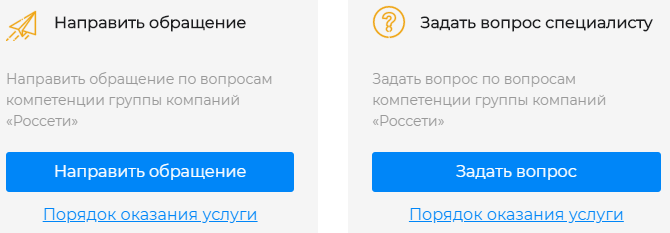 Направить обращение
Направить обращение по вопросам
компетенции группы компаний
«Россети»
Направить обращение
Порядок оказания услуги
Задать вопрос специалисту
Задать вопрос по вопросам
компетенции группы компаний
«Россети»
Задать вопрос
Порядок оказания услуги